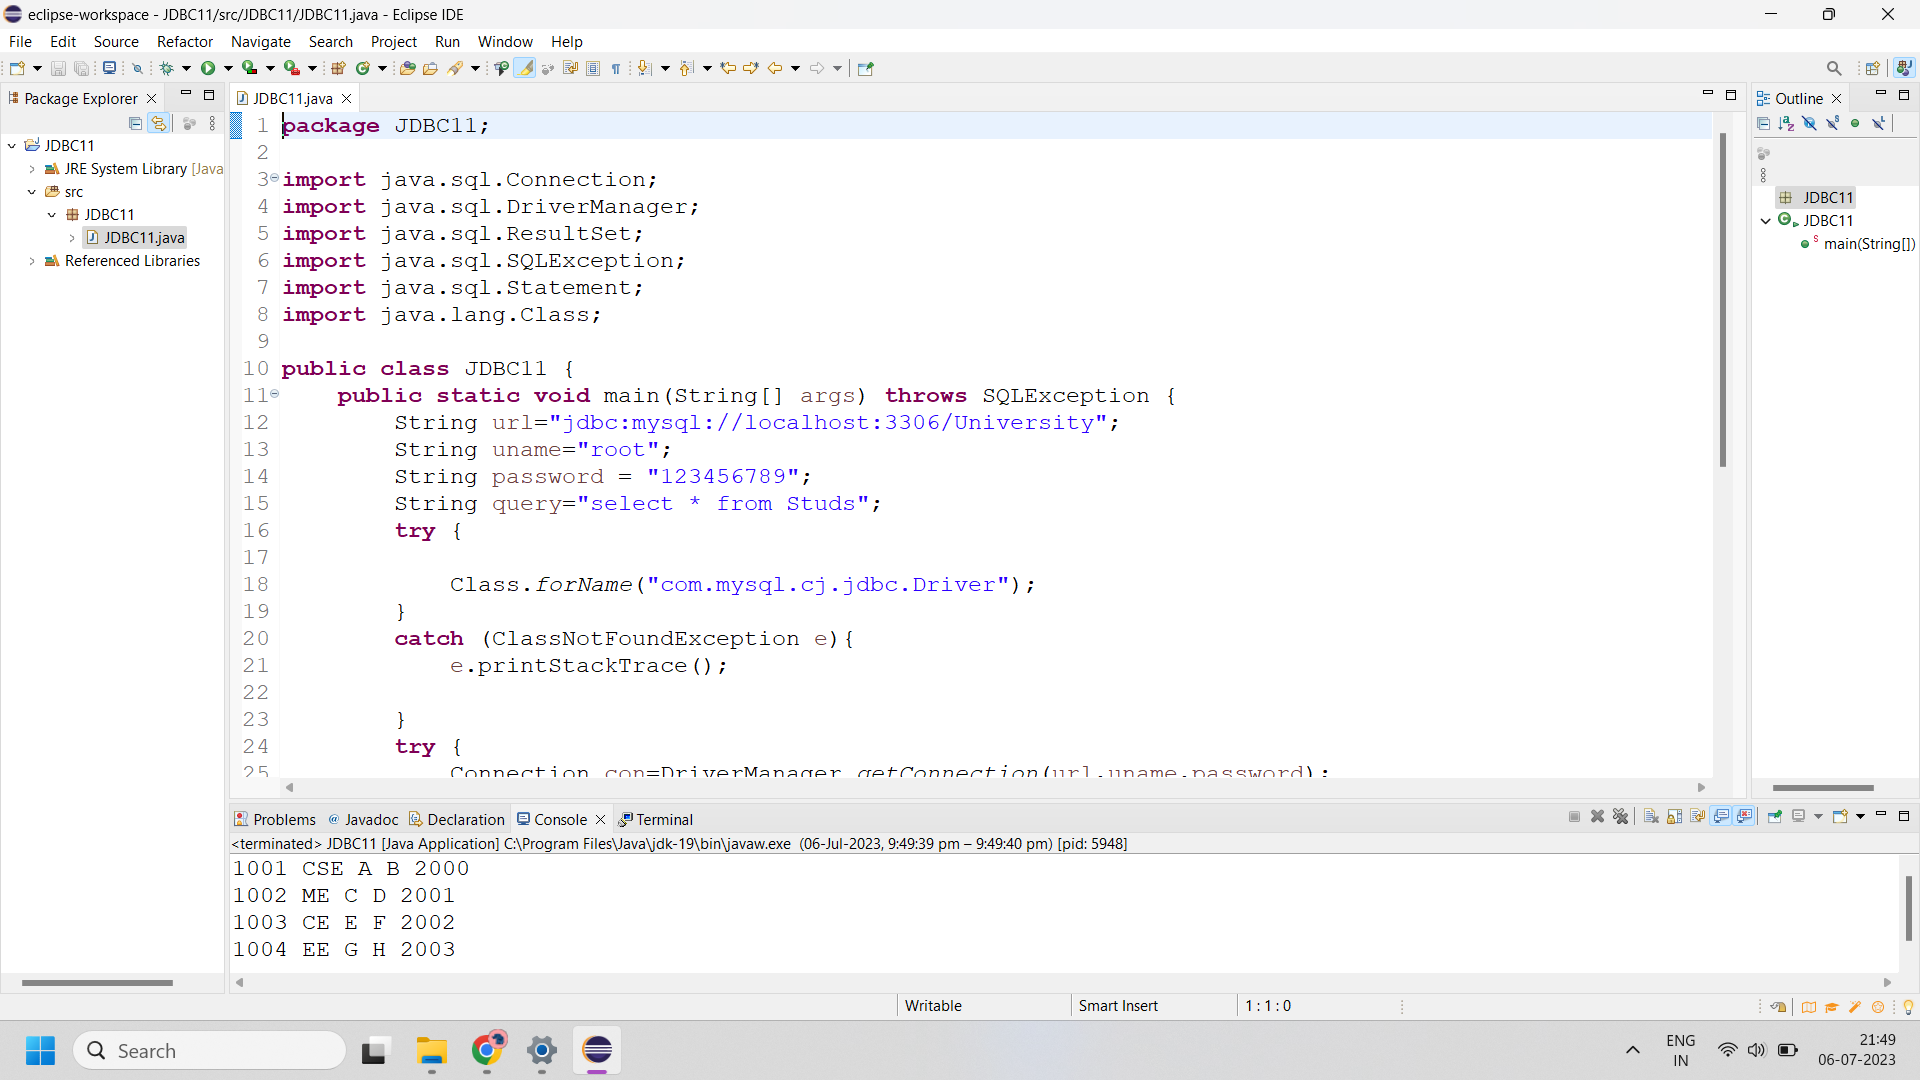 eclipse-workspace - JDBC11/src/JDBC11/JDBC11.java - Eclipse IDE
File Edit Source Refactor Navigate Search Project Run Window Help
Package Explorer
JDBC11
JRE System Library [Java
src
JDBC11
JDBC11.java
Referenced Libraries
JDBC11.java
1 package JDBC11;
2
3 import java.sql.Connection;
4 import java.sql.DriverManager;
5 import java.sql.ResultSet;
6 import java.sql.SQLException;
7 import java.sql.Statement;
8 import java.lang.Class;
9
10 public class JDBC11 {
11 public static void main(String[] args) throws SQLException {
12 String url="jdbc:mysql://localhost:3306/University";
13 String uname="root";
14 String password = "123456789";
15 String query="select * from Studs";
16 try {
17
18 Class.forName("com.mysql.cj.jdbc.Driver");
19 }
20 catch (ClassNotFoundException e){
21 e.printStackTrace();
22
23 }
24 try {
25 Connection con=DriverManager.getConnection(url,uname,password);
Outline
JDBC11
JDBC11
main(String[])
Problems @ Javadoc Declaration Console Terminal
<terminated> JDBC11 [Java Application] C:\Program Files\Java\jdk-19\bin\javaw.exe (06-Jul-2023, 9:49:39 pm – 9:49:40 pm) [pid: 5948]
1001 CSE A B 2000
1002 ME C D 2001
1003 CE E F 2002
1004 EE G H 2003
Writable Smart Insert 1 : 1 : 0
Search
ENG
IN
21:49
06-07-2023